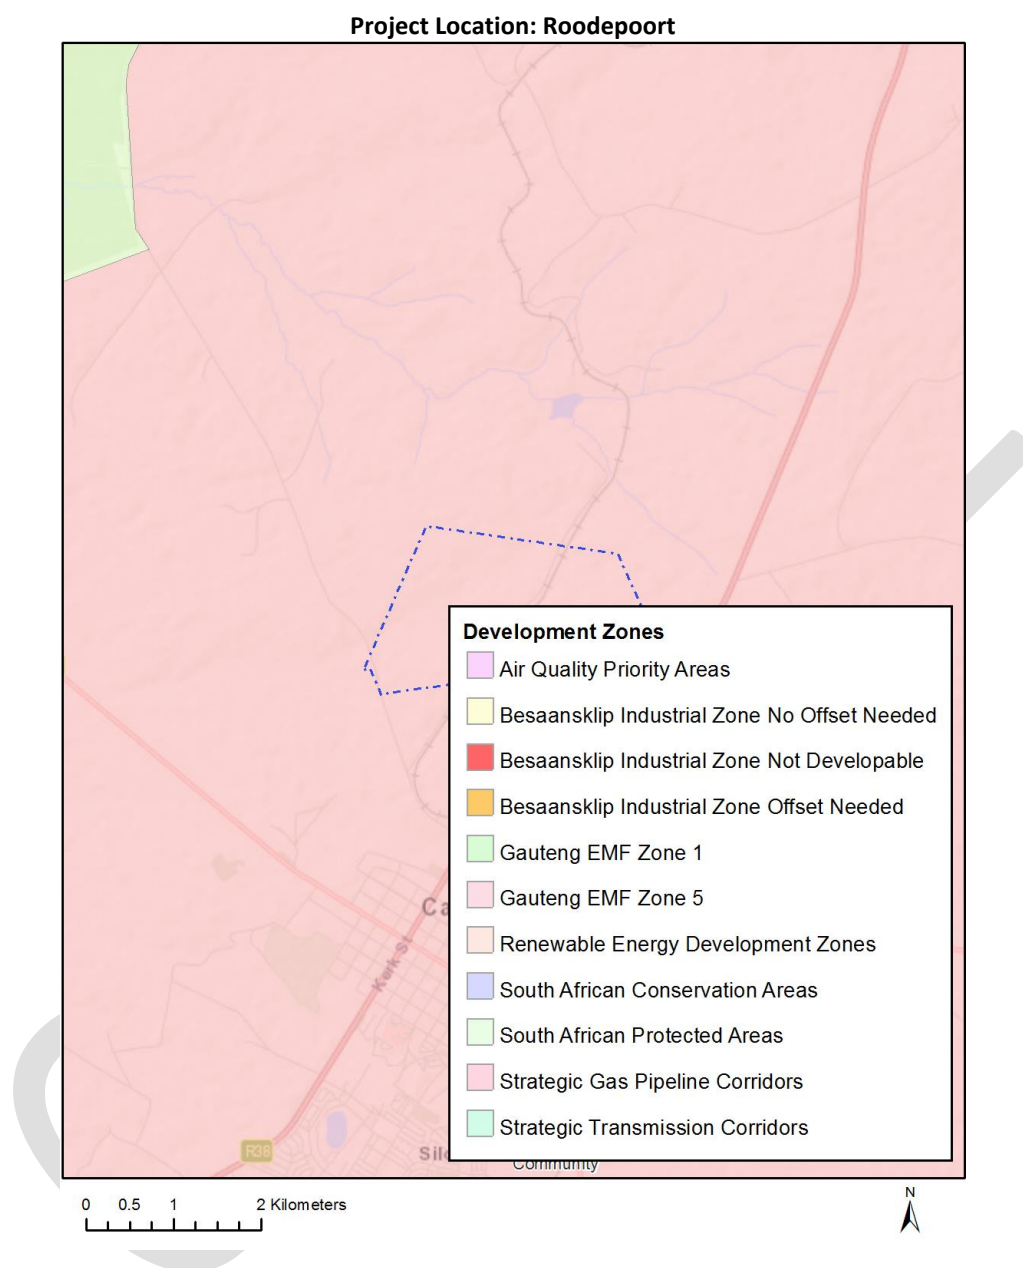 Project Location: Roodepoort
Development Zones
Air Quality Priority Areas
Besaansklip Industrial Zone No Offset Needed
Besaansklip Industrial Zone Not Developable
Besaansklip Industrial Zone Offset Needed
Gauteng EMF Zone 1
Gauteng EMF Zone 5
Renewable Energy Development Zones
South African Conservation Areas
South African Protected Areas
Strategic Gas Pipeline Corridors
Strategic Transmission Corridors
Ca
Kerk St
R38
Community
0 0.5 1 2 Kilometers
N